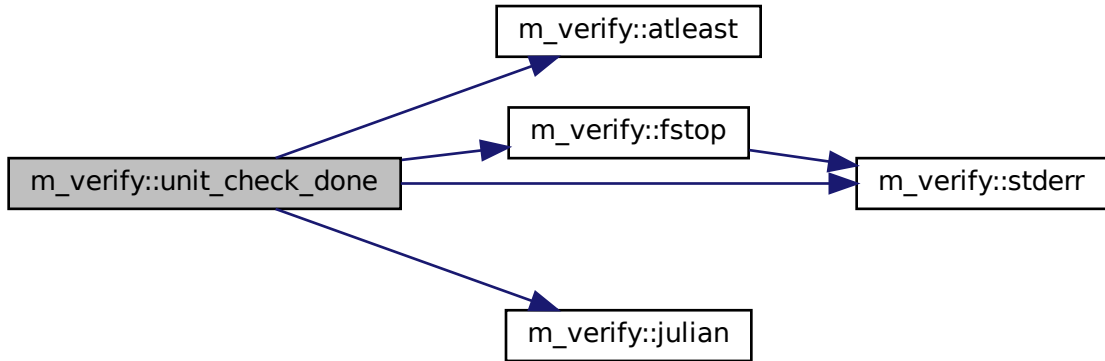 m_verify::atleast
m_verify::fstop
m_verify::unit_check_done
m_verify::stderr
m_verify::julian